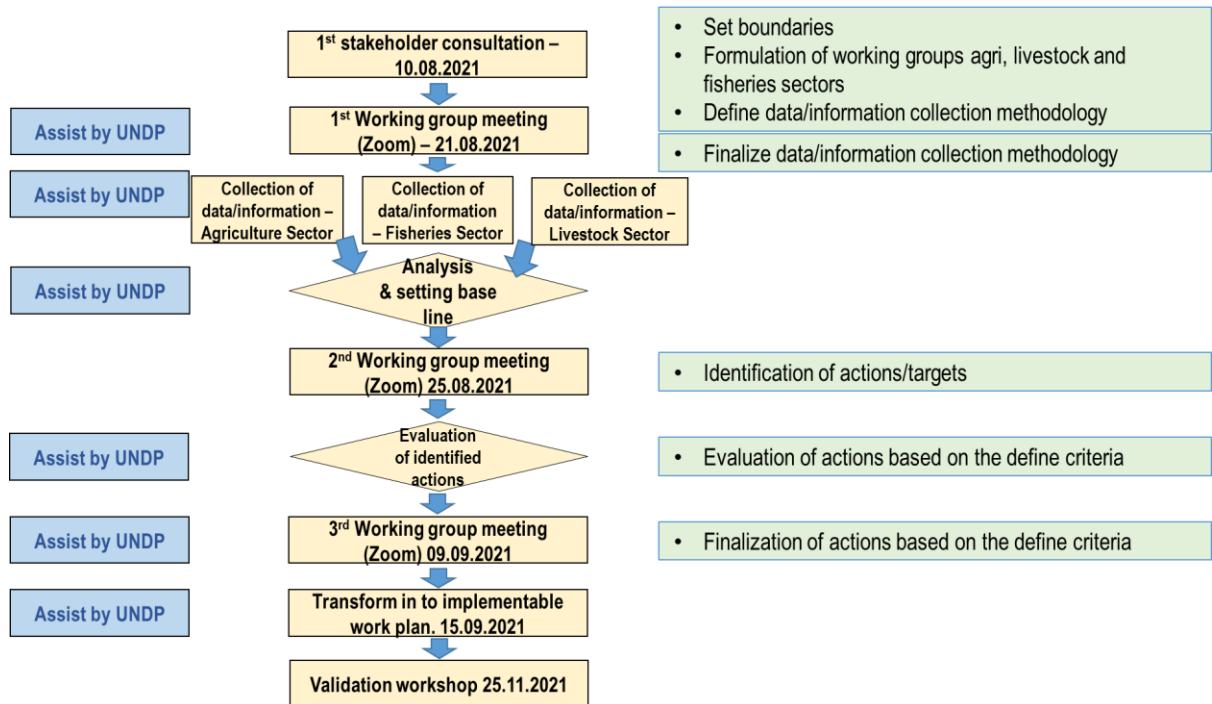 1st stakeholder consultation –
10.08.2021
• Set boundaries
• Formulation of working groups agri, livestock and
fisheries sectors
• Define data/information collection methodology
Assist by UNDP
1st Working group meeting
(Zoom) – 21.08.2021
• Finalize data/information collection methodology
Assist by UNDP
Collection of
data/information –
Agriculture Sector
Collection of
data/information
– Fisheries Sector
Collection of
data/information –
Livestock Sector
Assist by UNDP
Analysis
& setting base
line
2nd Working group meeting
(Zoom) 25.08.2021
• Identification of actions/targets
Assist by UNDP
Evaluation
of identified
actions
• Evaluation of actions based on the define criteria
Assist by UNDP
3rd Working group meeting
(Zoom) 09.09.2021
• Finalization of actions based on the define criteria
Assist by UNDP
Transform in to implementable
work plan. 15.09.2021
Validation workshop 25.11.2021